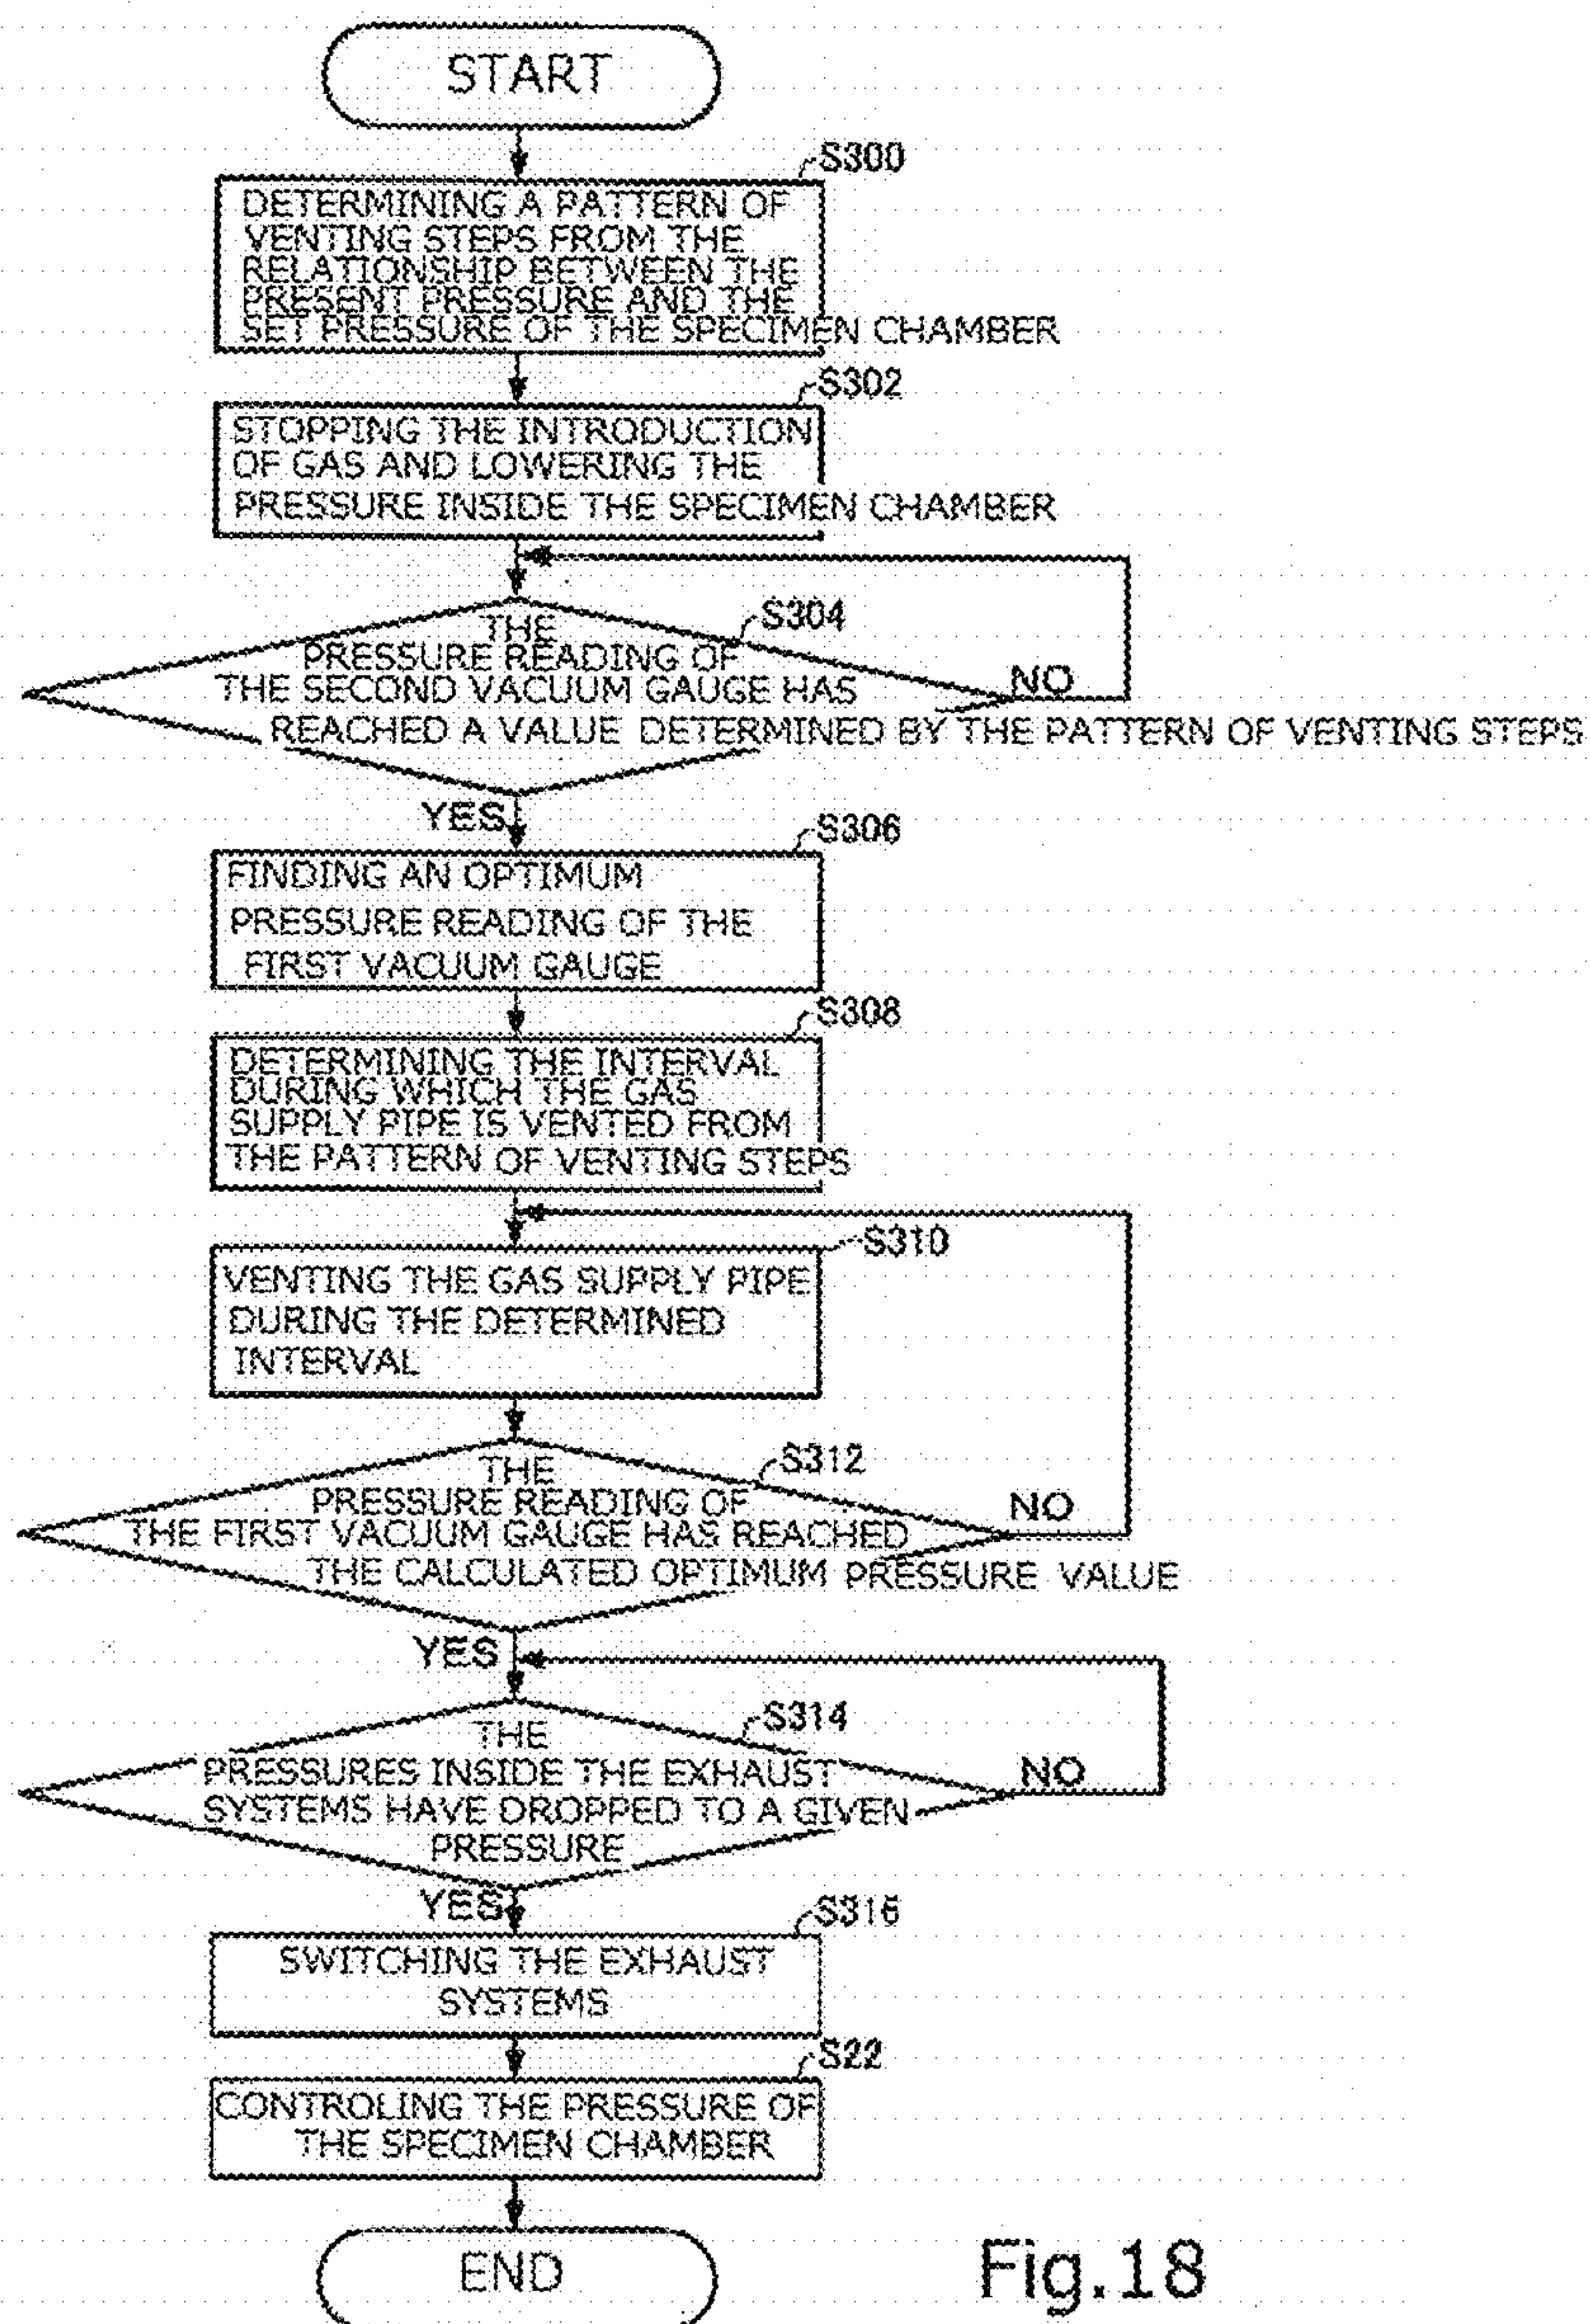 START
S300
DETERMINING A PATTERN OF
VENTING STEPS FROM THE
RELATIONSHIP BETWEEN THE
PRESENT PRESSURE AND THE
SET PRESSURE OF THE SPECIMEN CHAMBER
S302
STOPPING THE INTRODUCTION
OF GAS AND LOWERING THE
PRESSURE INSIDE THE SPECIMEN CHAMBER
S304
THE
PRESSURE READING OF
THE SECOND VACUUM GAUGE HAS
REACHED A VALUE DETERMINED BY THE PATTERN OF VENTING STEPS
NO
YES
S306
FINDING AN OPTIMUM
PRESSURE READING OF THE
FIRST VACUUM GAUGE
S308
DETERMINING THE INTERVAL
DURING WHICH THE GAS
SUPPLY PIPE IS VENTED FROM
THE PATTERN OF VENTING STEPS
S310
VENTING THE GAS SUPPLY PIPE
DURING THE DETERMINED
INTERVAL
S312
THE
PRESSURE READING OF
THE FIRST VACUUM GAUGE HAS REACHED
THE CALCULATED OPTIMUM PRESSURE VALUE
NO
YES
S314
THE
PRESSURES INSIDE THE EXHAUST
SYSTEMS HAVE DROPPED TO A GIVEN
PRESSURE
NO
YES
S316
SWITCHING THE EXHAUST
SYSTEMS
S22
CONTROLING THE PRESSURE OF
THE SPECIMEN CHAMBER
END
Fig.18